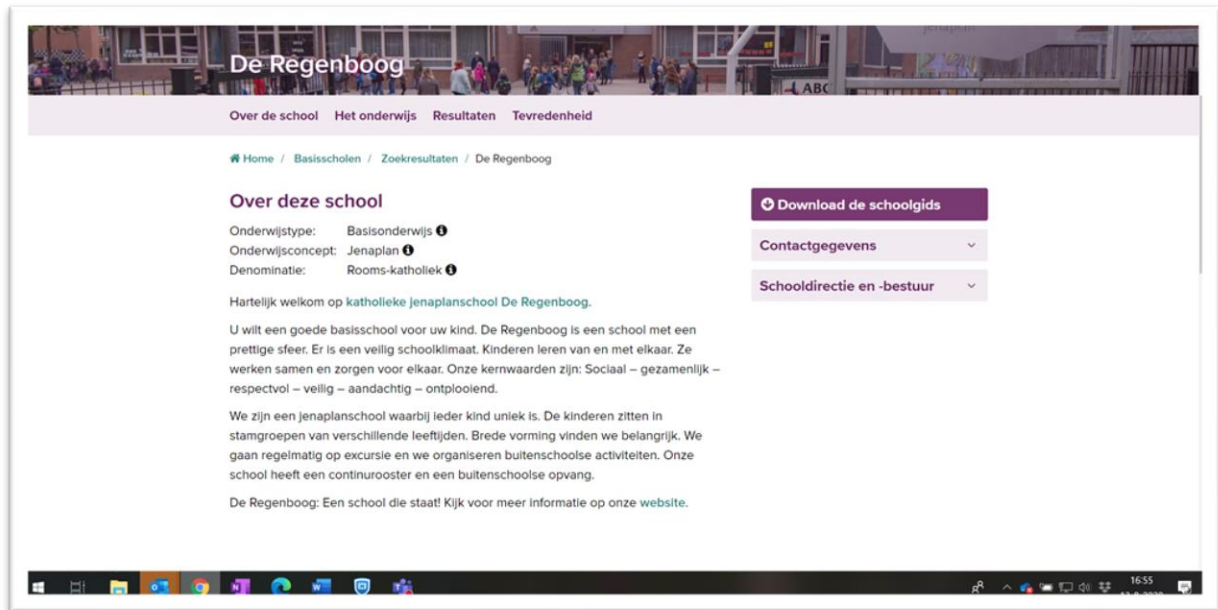 jenaplan
De Regenboog
ABC
Over de school Het onderwijs Resultaten Tevredenheid
Home / Basisscholen / Zoekresultaten / De Regenboog
Over deze school
Onderwijstype: Basisonderwijs
Onderwijsconcept: Jenaplan
Denominatie: Rooms-katholiek
Hartelijk welkom op katholieke jenaplanschool De Regenboog.
U wilt een goede basisschool voor uw kind. De Regenboog is een school met een
prettige sfeer. Er is een veilig schoolklimaat. Kinderen leren van en met elkaar. Ze
werken samen en zorgen voor elkaar. Onze kernwaarden zijn: Sociaal – gezamenlijk –
respectvol – veilig – aandachtig – ontplooiend.
We zijn een jenaplanschool waarbij ieder kind uniek is. De kinderen zitten in
stamgroepen van verschillende leeftijden. Brede vorming vinden we belangrijk. We
gaan regelmatig op excursie en we organiseren buitenschoolse activiteiten. Onze
school heeft een continurooster en een buitenschoolse opvang.
De Regenboog: Een school die staat! Kijk voor meer informatie op onze website.
Download de schoolgids
Contactgegevens
Schooldirectie en -bestuur
16:55